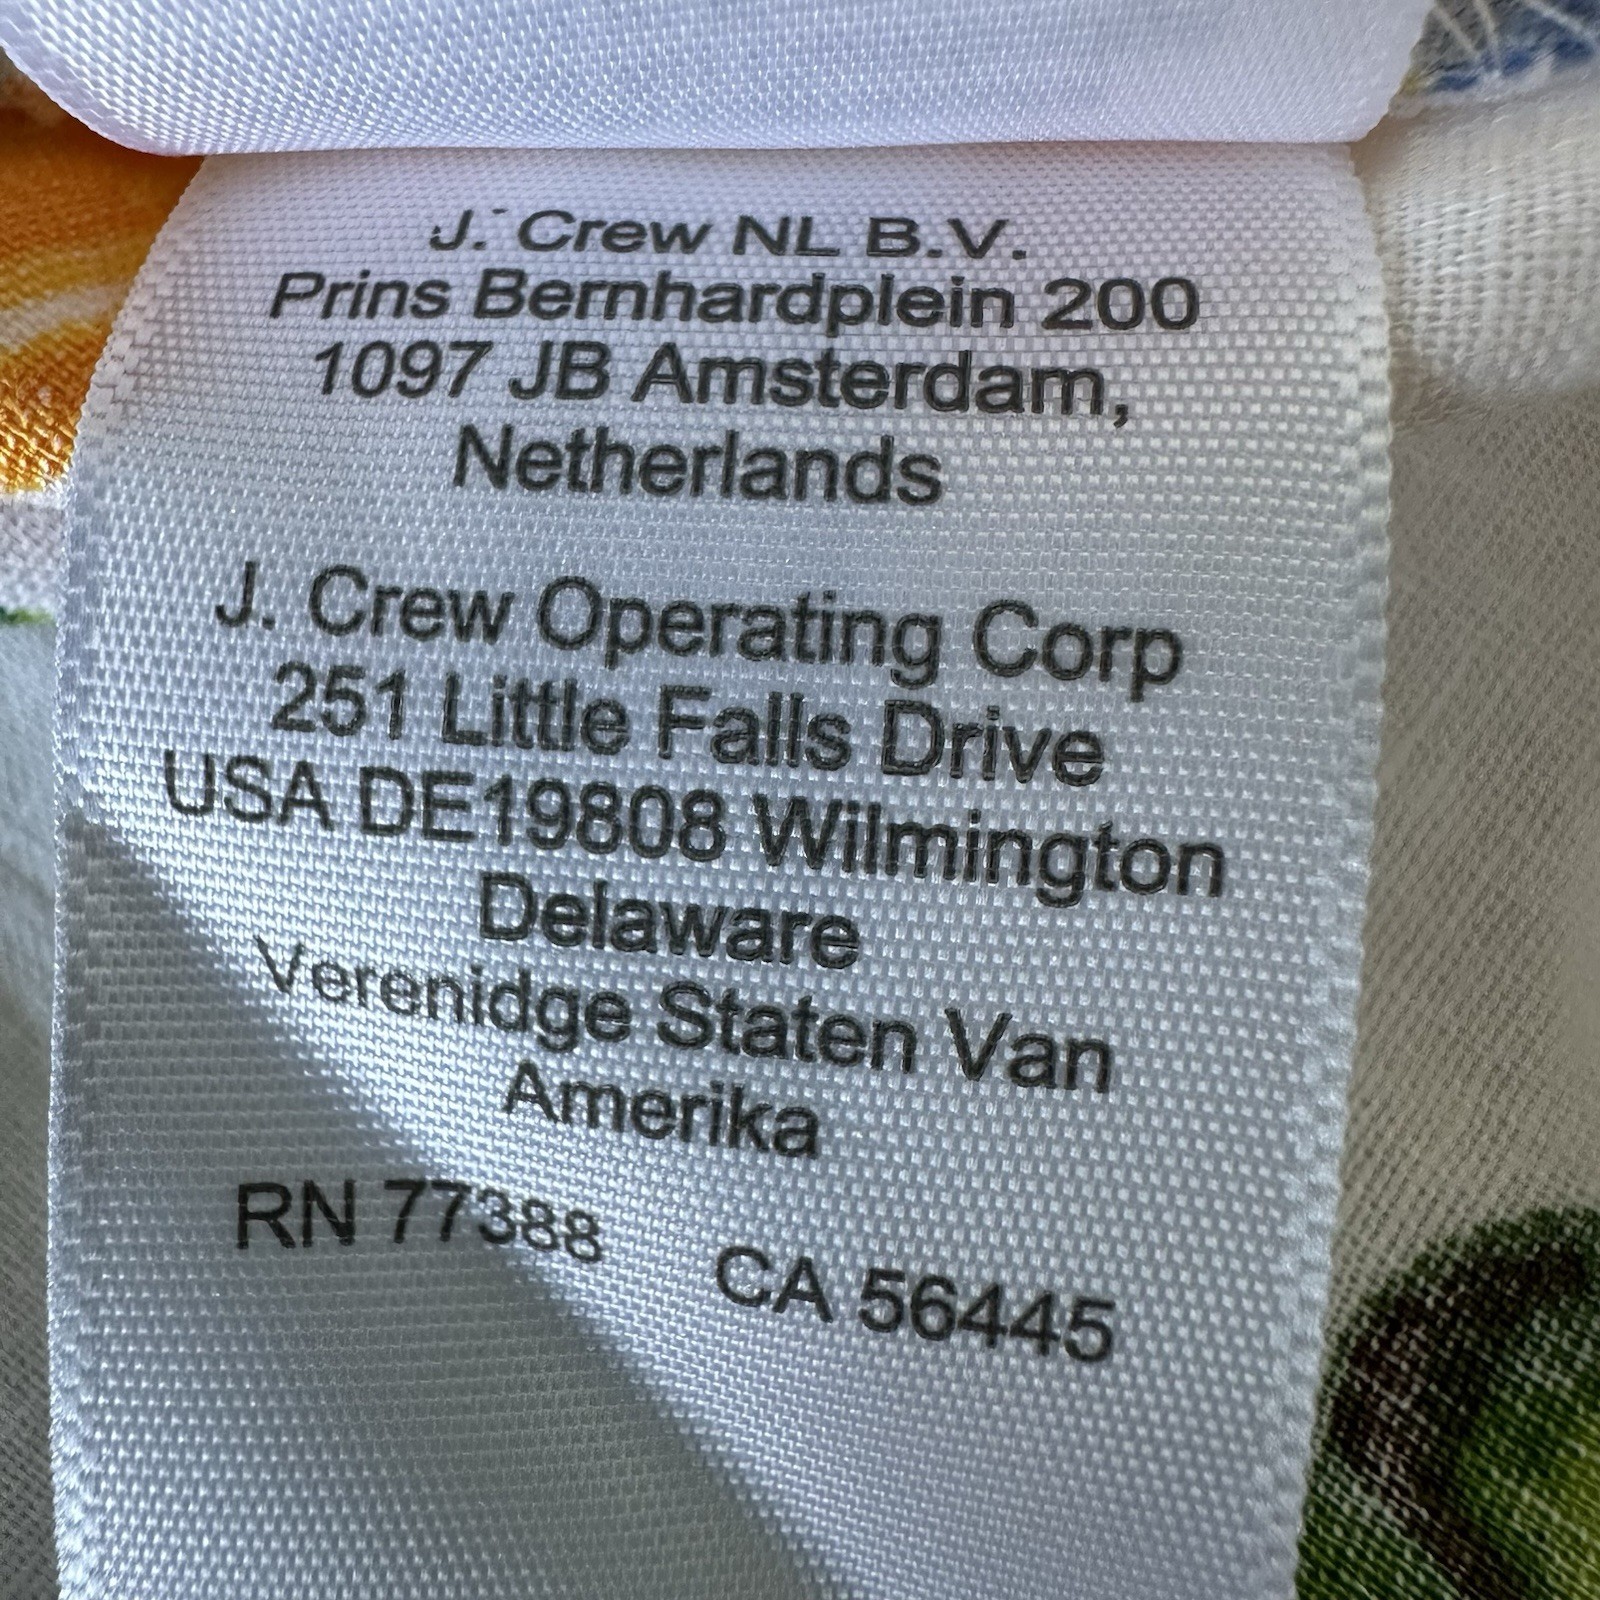 J. Crew NL B.V.
Prins Bernhardplein 200
1097 JB Amsterdam,
Netherlands
J. Crew Operating Corp
251 Little Falls Drive
USA DE19808 Wilmington
Delaware
Verenidge Staten Van
Amerika
RN 77388 CA 56445